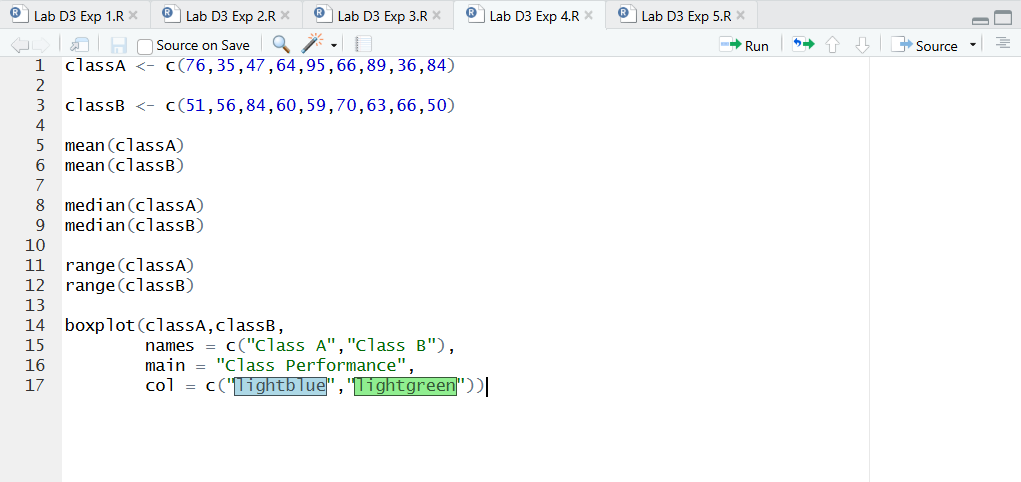 Lab D3 Exp 1.R Lab D3 Exp 2.R Lab D3 Exp 3.R Lab D3 Exp 4.R Lab D3 Exp 5.R
Source on Save Run Source
1 classA <- c(76,35,47,64,95,66,89,36,84)
2
3 classB <- c(51,56,84,60,59,70,63,66,50)
4
5 mean(classA)
6 mean(classB)
7
8 median(classA)
9 median(classB)
10
11 range(classA)
12 range(classB)
13
14 boxplot(classA,classB,
15         names = c("Class A","Class B"),
16         main = "Class Performance",
17         col = c("lightblue","lightgreen"))